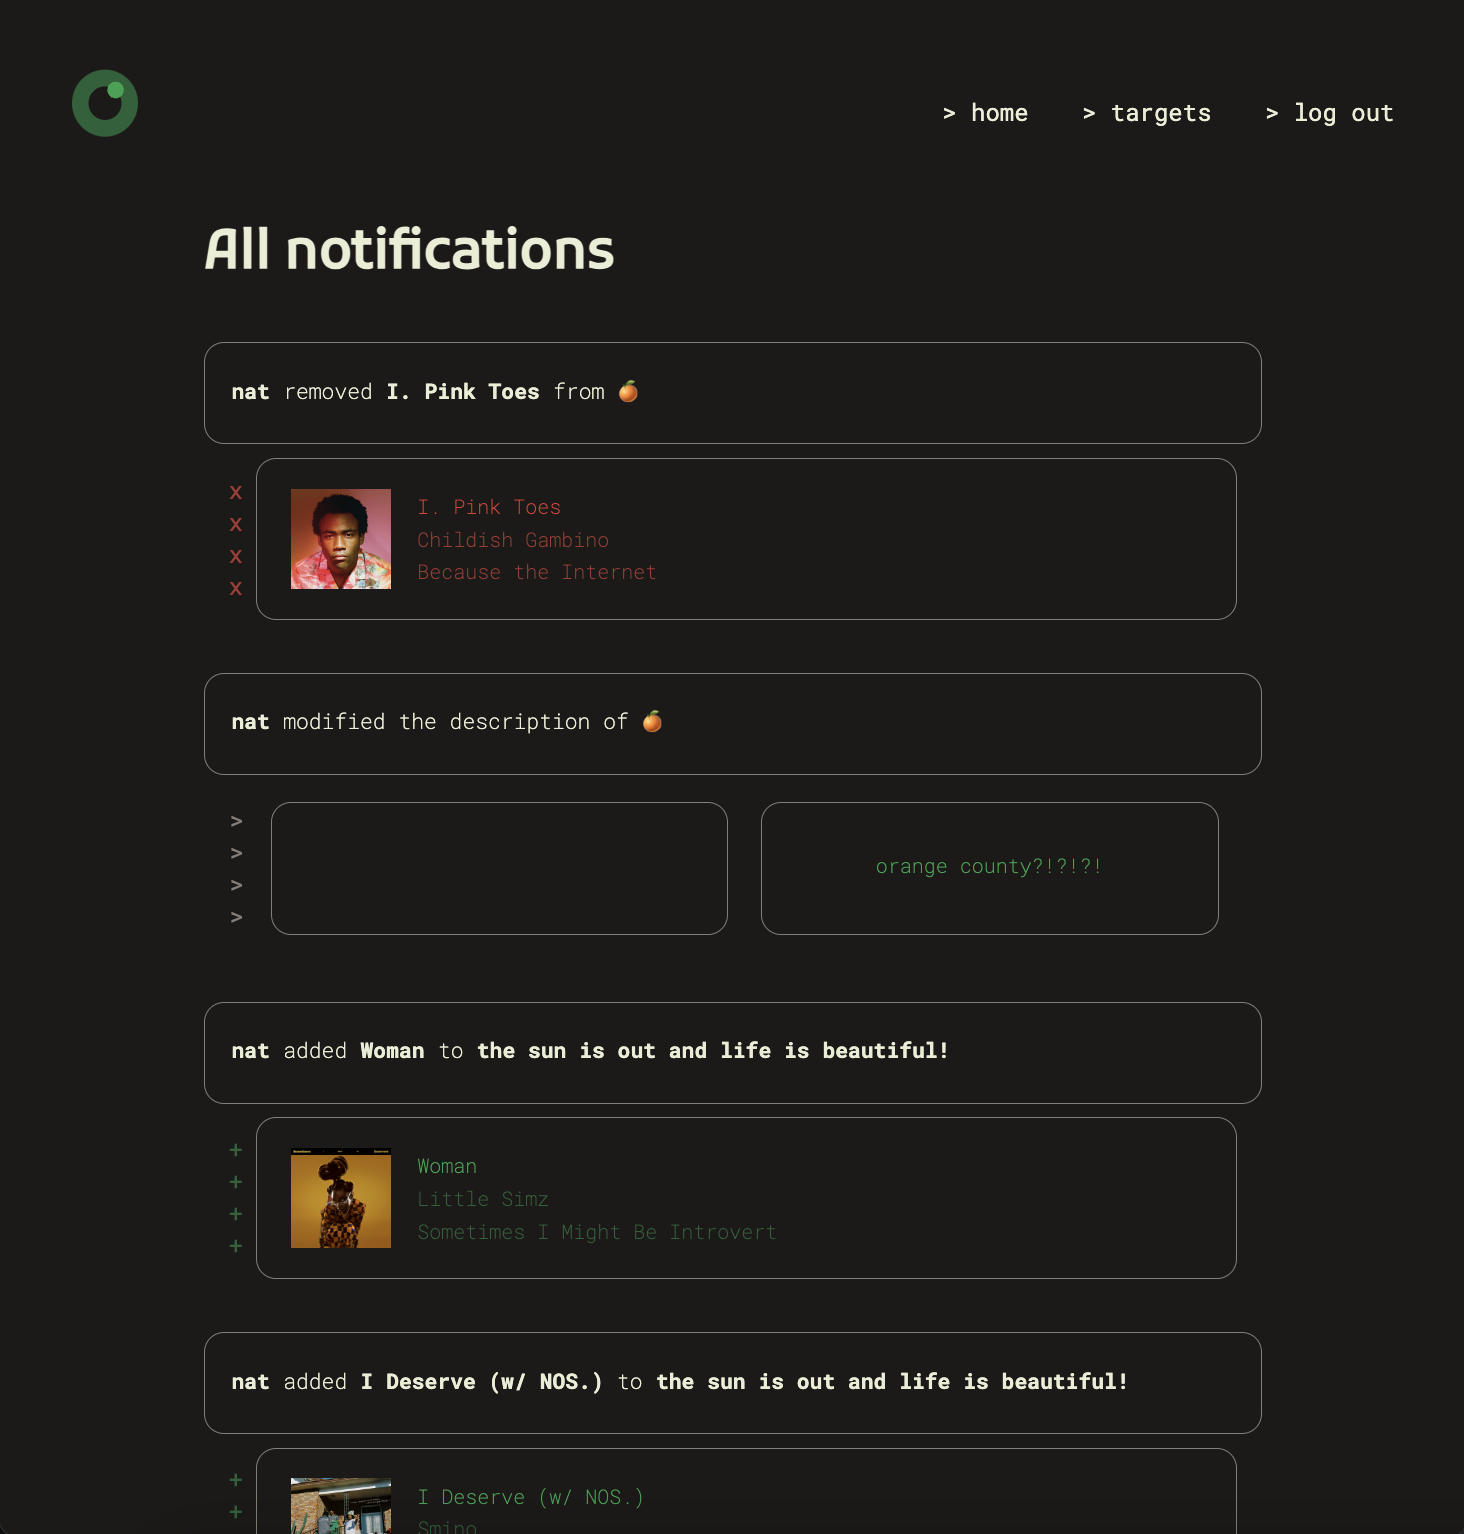 > home > targets > log out
All notifications
nat removed I. Pink Toes from 🍊
x
x
x
x
I. Pink Toes
Childish Gambino
Because the Internet
nat modified the description of 🍊
>
>
>
>
orange county?!?!?!
nat added Woman to the sun is out and life is beautiful!
+
+
+
+
Woman
Little Simz
Sometimes I Might Be Introvert
nat added I Deserve (w/ NOS.) to the sun is out and life is beautiful!
+
+
I Deserve (w/ NOS.)
Smino